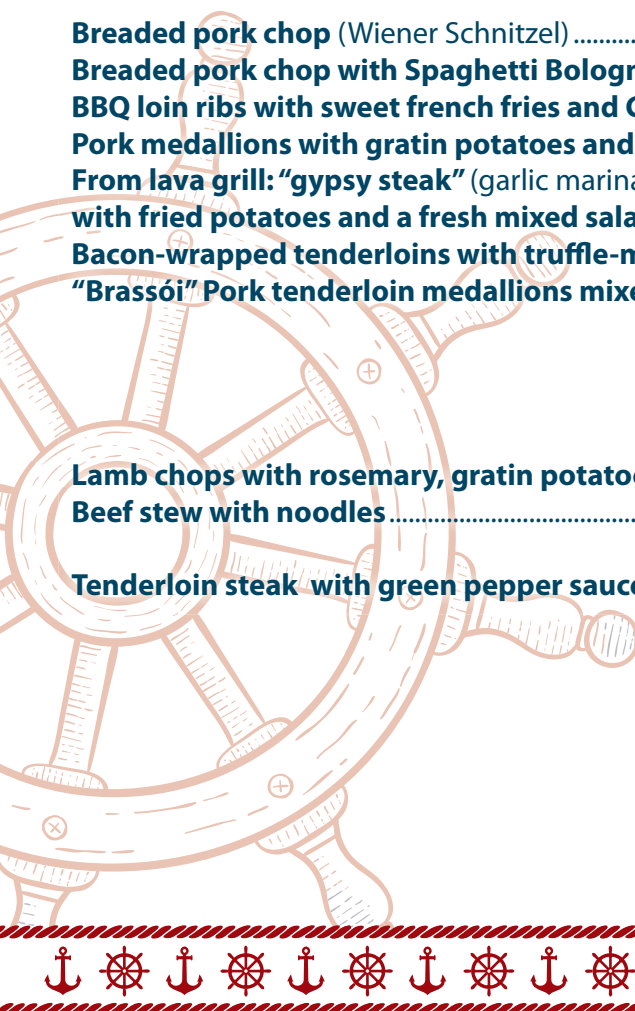 Breaded pork chop (Wiener Schnitzel)
Breaded pork chop with Spaghetti
BBQ loin ribs with sweet french fries and
Pork medallions with gratin potatoes and
From lava grill: “gypsy steak” (garlic
with fried potatoes and a fresh mixed
Bacon-wrapped tenderloins with
“Brassói” Pork tenderloin medallions
Lamb chops with rosemary, gratin
Beef stew with noodles
Tenderloin steak with green pepper